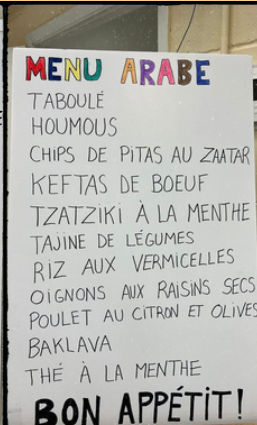 MENU ARABE
TABOULÉ
HOUMOUS
CHIPS DE PITAS AU ZAATAR
KEFTAS DE BOEUF
TZATZIKI À LA MENTHE
TAJINE DE LÉGUMES
RIZ AUX VERMICELLES
OIGNONS AUX RAISINS SECS
POULET AU CITRON ET OLIVES
BAKLAVA
THÉ À LA MENTHE
BON APPÉTIT!